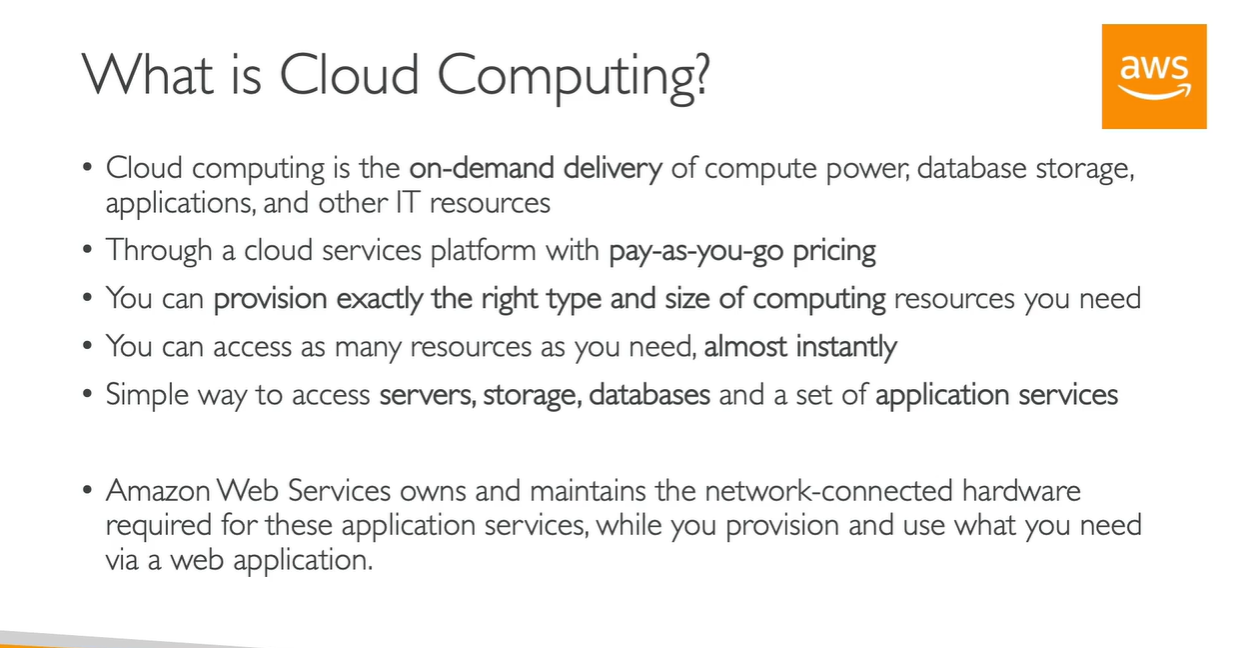 What is Cloud Computing?
aws
• Cloud computing is the on-demand delivery of compute power, database storage,
applications, and other IT resources
• Through a cloud services platform with pay-as-you-go pricing
• You can provision exactly the right type and size of computing resources you need
• You can access as many resources as you need, almost instantly
• Simple way to access servers, storage, databases and a set of application services
• Amazon Web Services owns and maintains the network-connected hardware
required for these application services, while you provision and use what you need
via a web application.